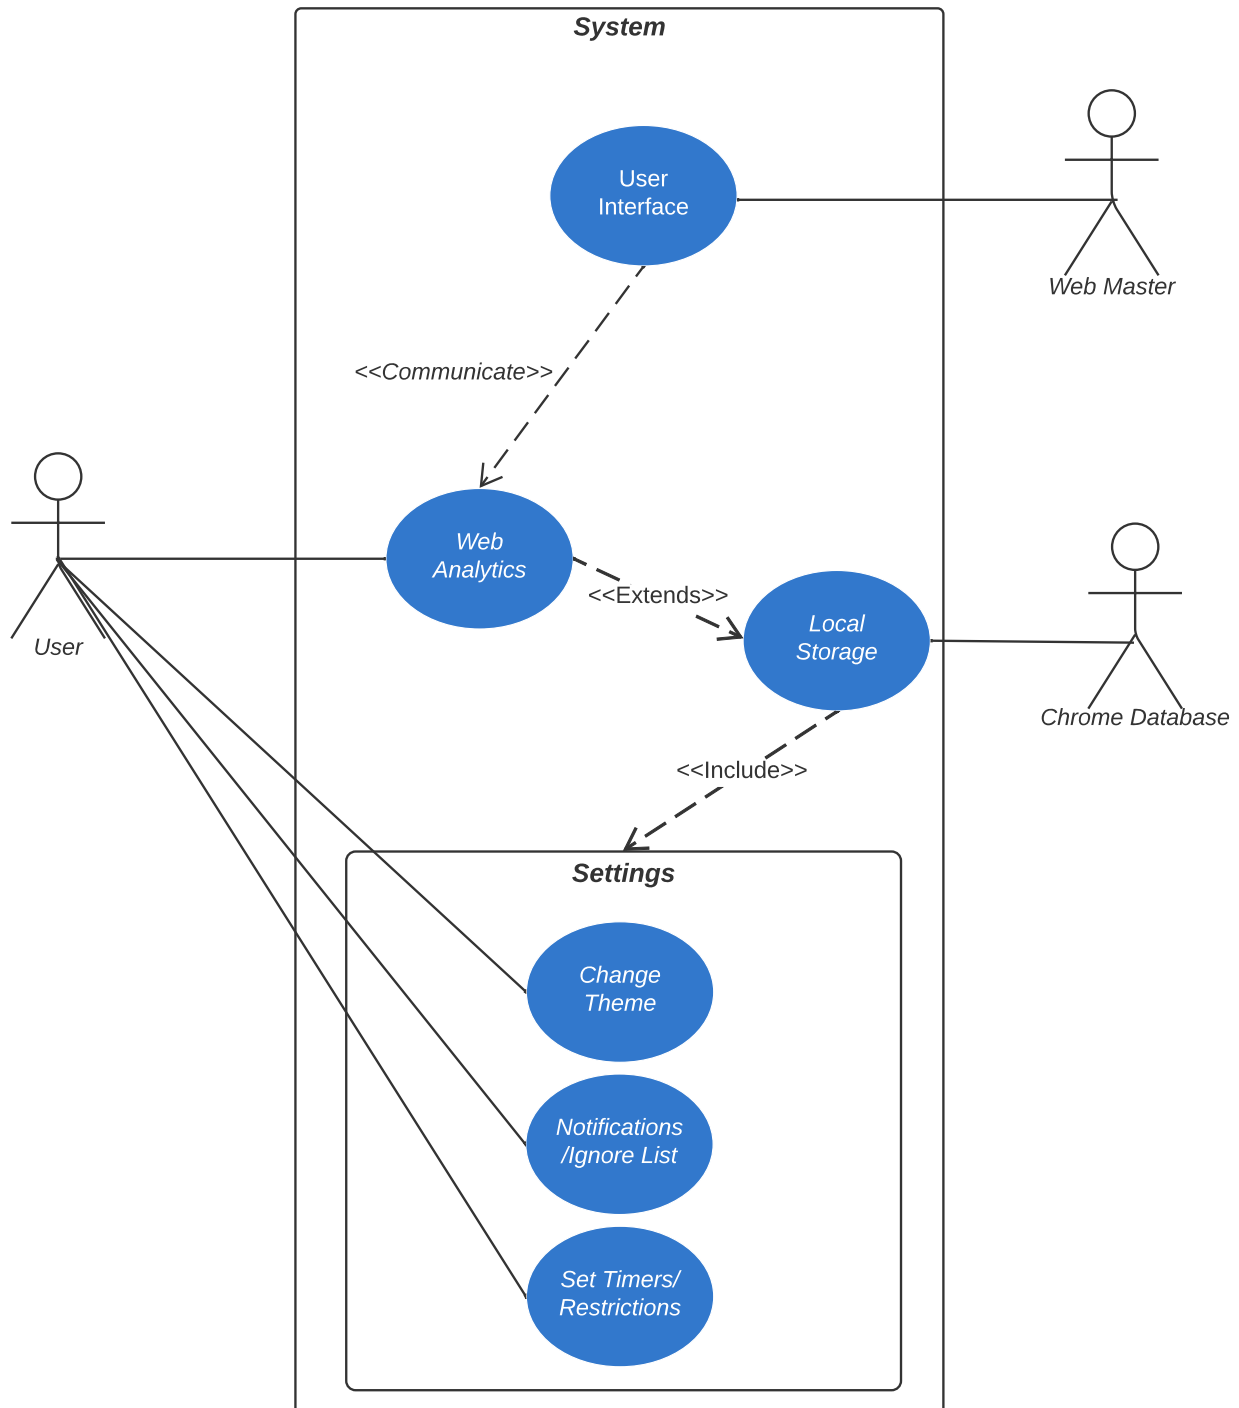 System
User
Interface
Web Master
<<Communicate>>
Web
Analytics
<<Extends>>
Local
Storage
User
Chrome Database
<<Include>>
Settings
Change
Theme
Notifications
/Ignore List
Set Timers/
Restrictions